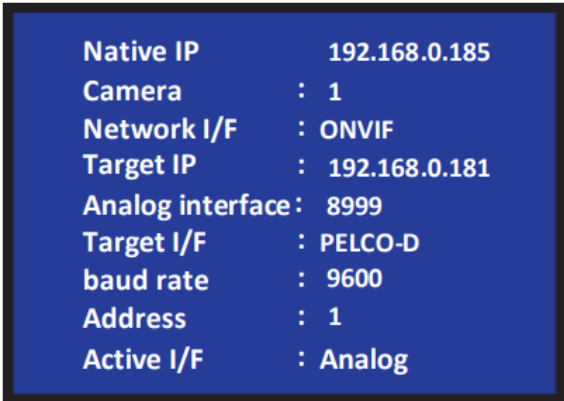 Native IP 192.168.0.185
Camera : 1
Network I/F : ONVIF
Target IP : 192.168.0.181
Analog interface : 8999
Target I/F : PELCO-D
baud rate : 9600
Address : 1
Active I/F : Analog